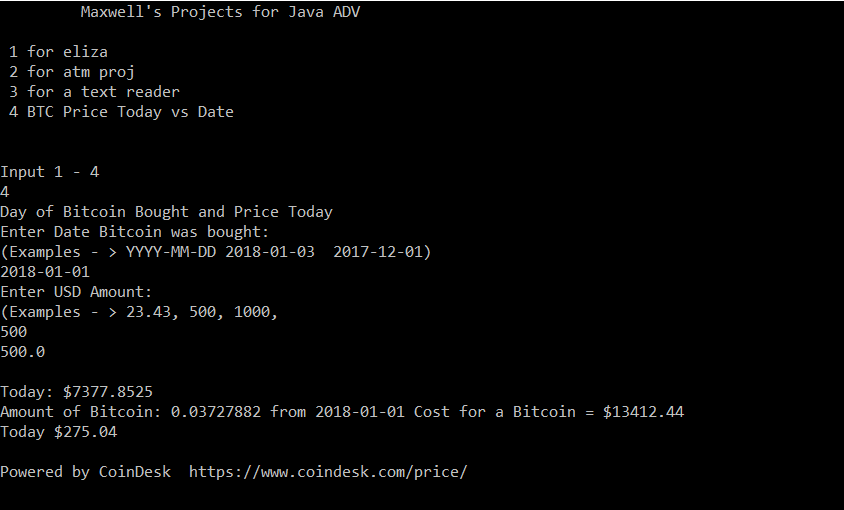 Maxwell's Projects for Java ADV
1 for eliza
2 for atm proj
3 for a text reader
4 BTC Price Today vs Date
Input 1 - 4
4
Day of Bitcoin Bought and Price Today
Enter Date Bitcoin was bought:
(Examples - > YYYY-MM-DD 2018-01-03  2017-12-01)
2018-01-01
Enter USD Amount:
(Examples - > 23.43, 500, 1000,
500
500.0
Today: $7377.8525
Amount of Bitcoin: 0.03727882 from 2018-01-01 Cost for a Bitcoin = $13412.44
Today $275.04
Powered by CoinDesk  https://www.coindesk.com/price/